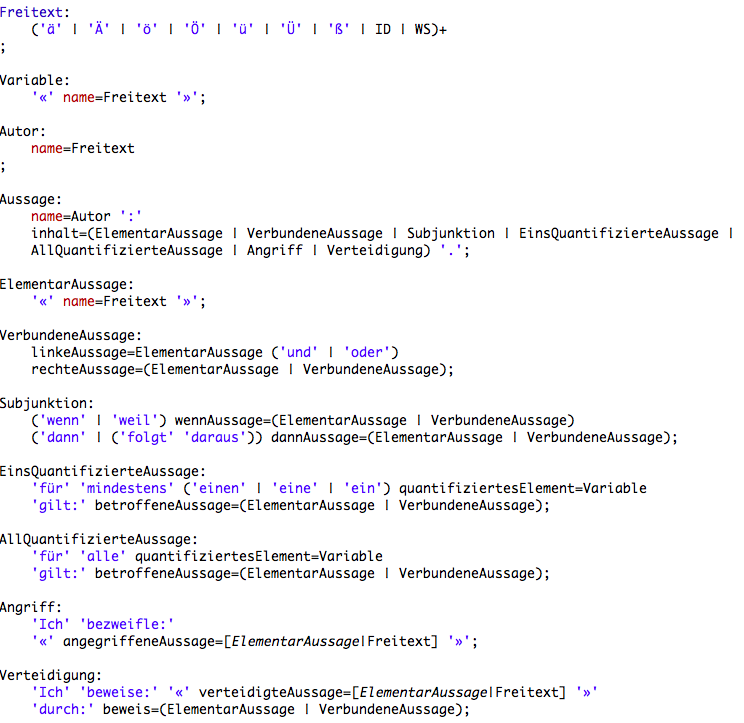 Freitext:
    ('ä' | 'Ä' | 'ö' | 'Ö' | 'ü' | 'Ü' | 'ß' | ID | WS)+
;

Variable:
    '«' name=Freitext '»';

Autor:
    name=Freitext
;

Aussage:
    name=Autor ':'
    inhalt=(ElementarAussage | VerbundeneAussage | Subjunktion | EinsQuantifizierteAussage |
    AllQuantifizierteAussage | Angriff | Verteidigung) '.';

ElementarAussage:
    '«' name=Freitext '»';

VerbundeneAussage:
    linkeAussage=ElementarAussage ('und' | 'oder')
    rechteAussage=(ElementarAussage | VerbundeneAussage);

Subjunktion:
    ('wenn' | 'weil') wennAussage=(ElementarAussage | VerbundeneAussage)
    ('dann' | ('folgt' 'daraus')) dannAussage=(ElementarAussage | VerbundeneAussage);

EinsQuantifizierteAussage:
    'für' 'mindestens' ('einen' | 'eine' | 'ein') quantifiziertesElement=Variable
    'gilt:' betroffeneAussage=(ElementarAussage | VerbundeneAussage);

AllQuantifizierteAussage:
    'für' 'alle' quantifiziertesElement=Variable
    'gilt:' betroffeneAussage=(ElementarAussage | VerbundeneAussage);

Angriff:
    'Ich' 'bezweifle:'
    '«' angegriffeneAussage=[ElementarAussage|Freitext] '»';

Verteidigung:
    'Ich' 'beweise:' '«' verteidigteAussage=[ElementarAussage|Freitext] '»'
    'durch:' beweis=(ElementarAussage | VerbundeneAussage);